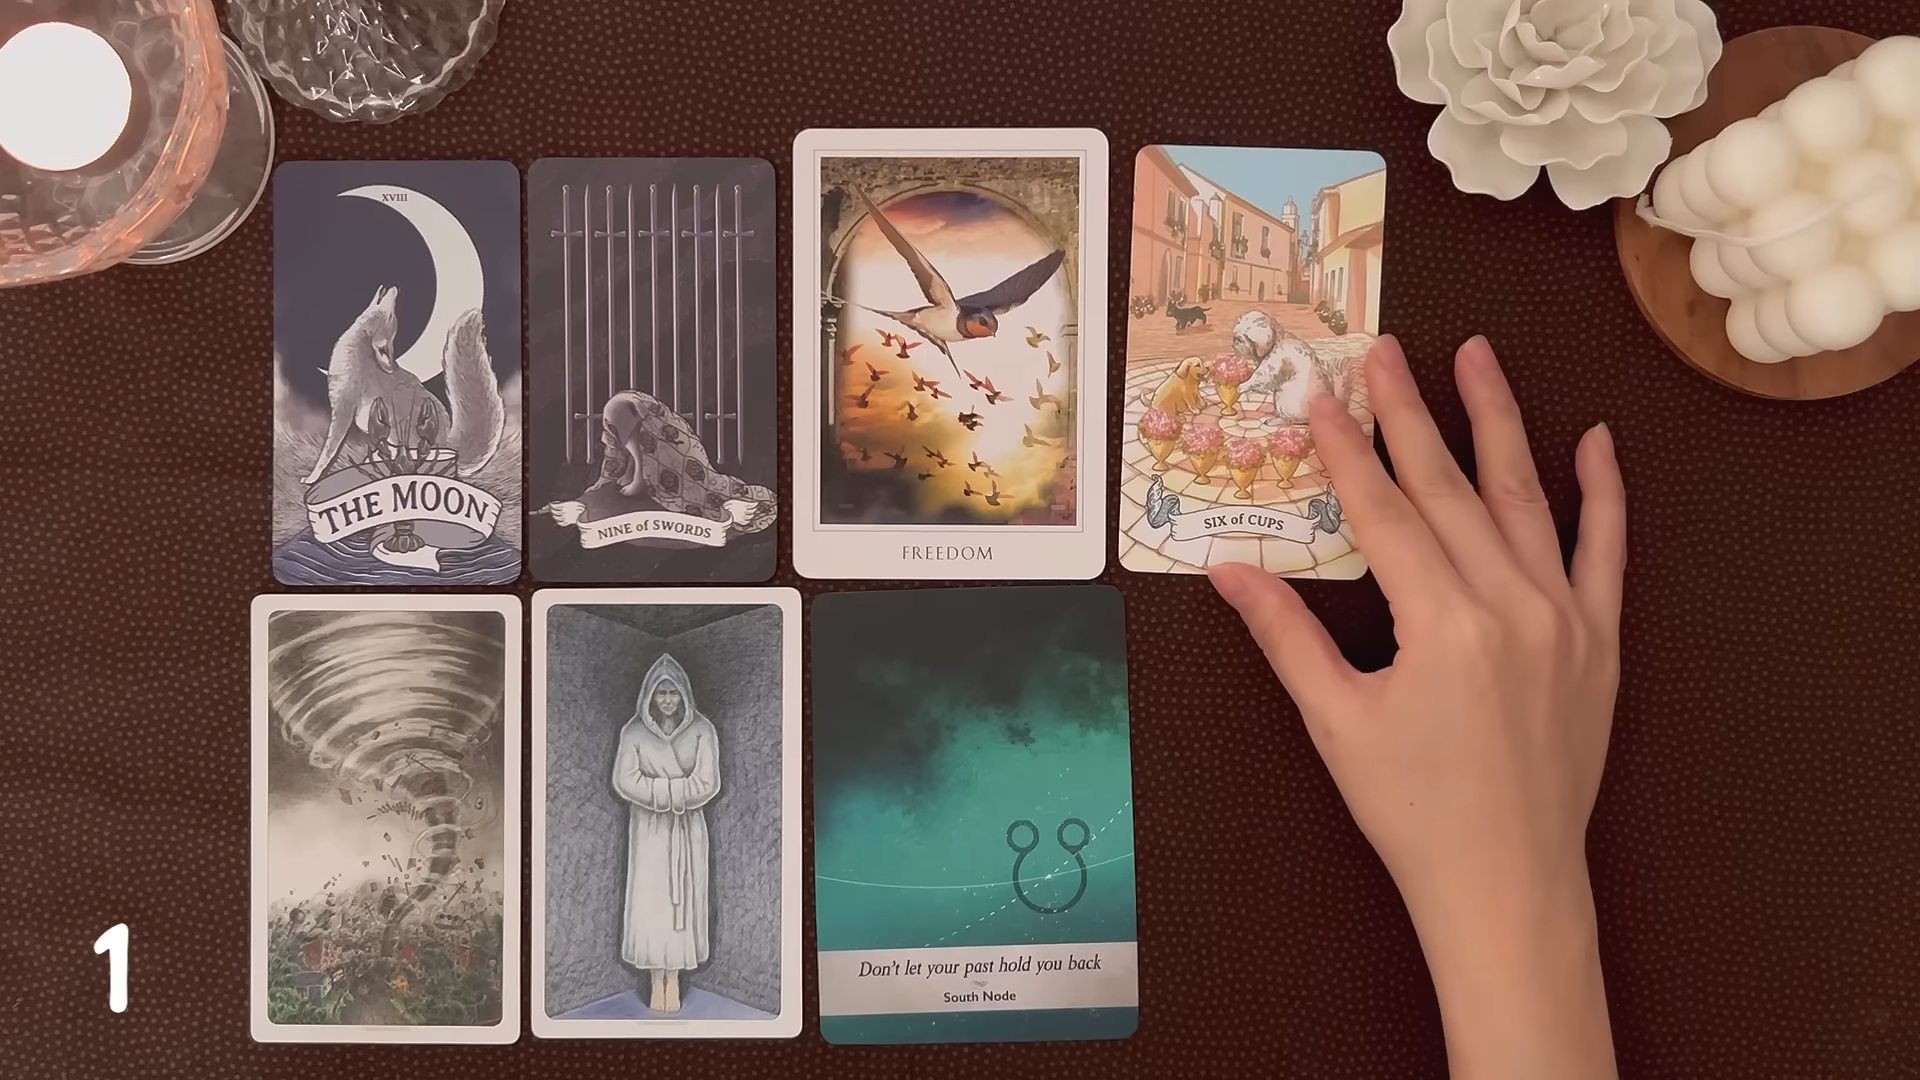 XVIII
THE MOON
NINE of SWORDS
FREEDOM
SIX of CUPS
Don't let your past hold you back
South Node
1